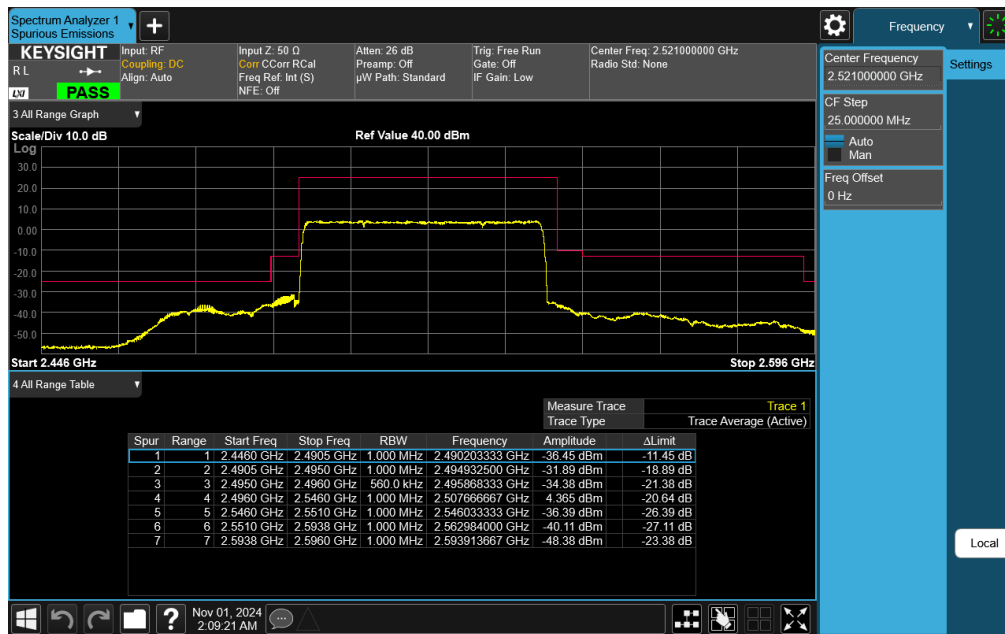 Spectrum Analyzer 1
Spurious Emissions
Frequency
KEYSIGHT
R L
LXI
PASS
Input: RF
Coupling: DC
Align: Auto
Input Z: 50 Ω
Corr CCorr RCal
Freq Ref: Int (S)
NFE: Off
Atten: 26 dB
Preamp: Off
µW Path: Standard
Trig: Free Run
Gate: Off
IF Gain: Low
Center Freq: 2.521000000 GHz
Radio Std: None
Center Frequency
2.521000000 GHz
Settings
CF Step
25.000000 MHz
Auto
Man
Freq Offset
0 Hz
3 All Range Graph
Scale/Div 10.0 dB Ref Value 40.00 dBm
Log
30.0
20.0
10.0
0.00
-10.0
-20.0
-30.0
-40.0
-50.0
Start 2.446 GHz Stop 2.596 GHz
4 All Range Table
Measure Trace Trace 1
Trace Type Trace Average (Active)
Spur Range Start Freq Stop Freq RBW Frequency Amplitude ΔLimit
1 1 2.4460 GHz 2.4905 GHz 1.000 MHz 2.490203333 GHz -36.45 dBm -11.45 dB
2 2 2.4905 GHz 2.4950 GHz 1.000 MHz 2.494932500 GHz -31.89 dBm -18.89 dB
3 3 2.4950 GHz 2.4960 GHz 560.0 kHz 2.495868333 GHz -34.38 dBm -21.38 dB
4 4 2.4960 GHz 2.5460 GHz 1.000 MHz 2.507666667 GHz 4.365 dBm -20.64 dB
5 5 2.5460 GHz 2.5510 GHz 1.000 MHz 2.546033333 GHz -36.39 dBm -26.39 dB
6 6 2.5510 GHz 2.5938 GHz 1.000 MHz 2.562984000 GHz -40.11 dBm -27.11 dB
7 7 2.5938 GHz 2.5960 GHz 1.000 MHz 2.593913667 GHz -48.38 dBm -23.38 dB
Local
Nov 01, 2024
2:09:21 AM